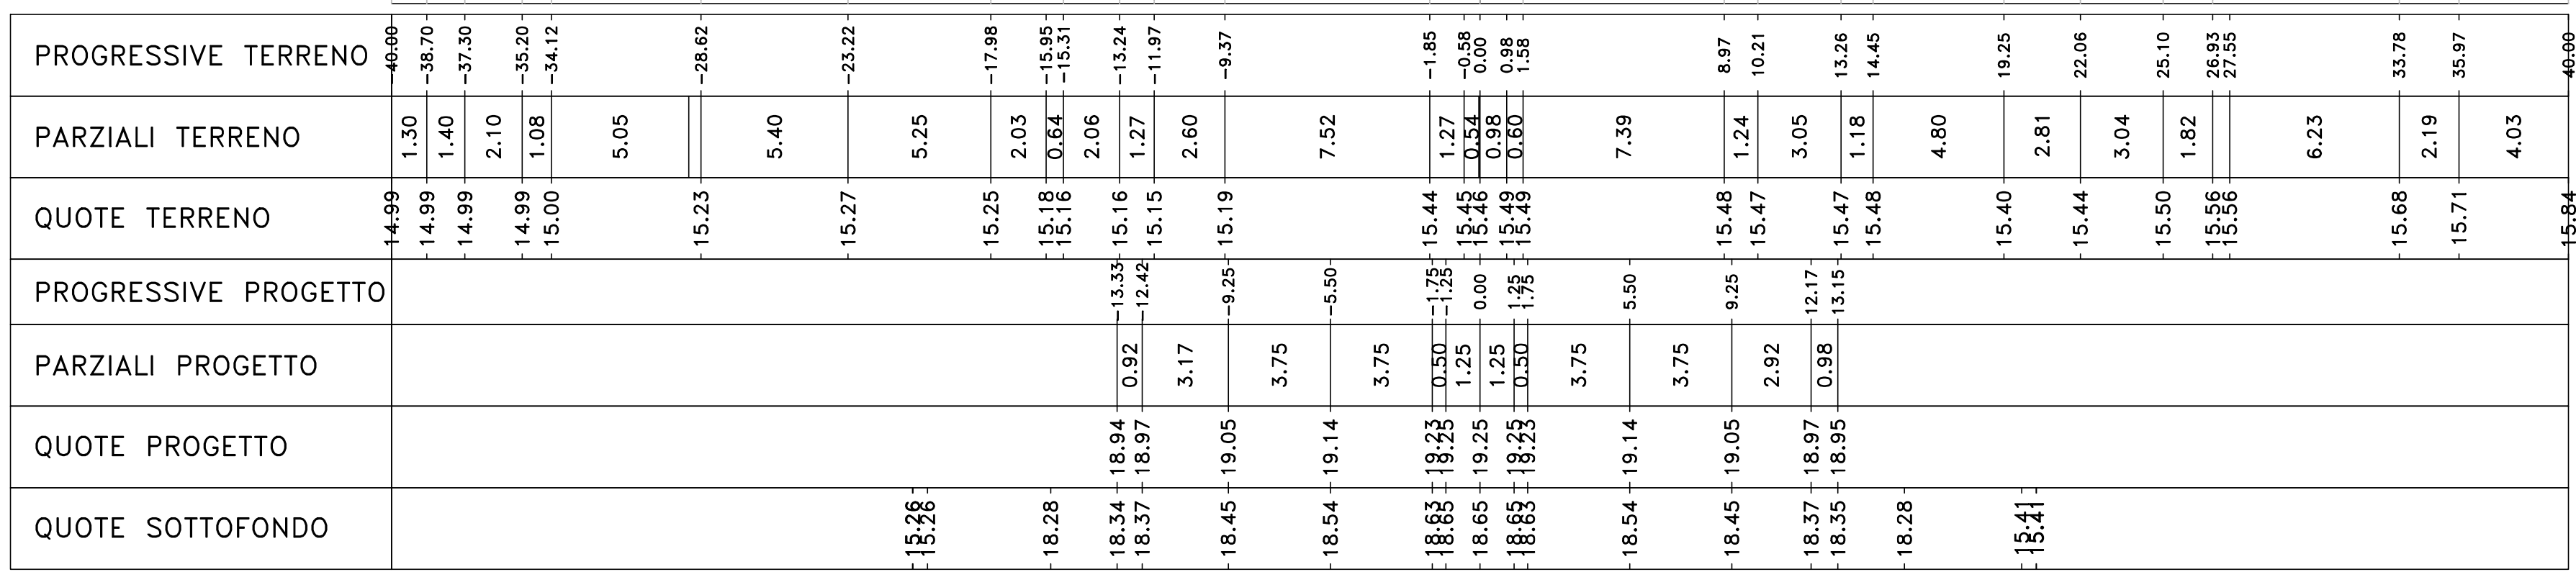 PROGRESSIVE TERRENO -40.00 -38.70 -37.30 -35.20 -34.12 -28.62 -23.22 -17.98 -15.95 -15.31 -13.24 -11.97 -9.37 -1.85 -0.58 0.00 0.98 1.58 8.97 10.21 13.26 14.45 19.25 22.06 25.10 26.93 27.55 33.78 35.97 40.00
PARZIALI TERRENO 1.30 1.40 2.10 1.08 5.05 5.40 5.25 2.03 0.64 2.06 1.27 2.60 7.52 1.27 0.54 0.98 0.60 7.39 1.24 3.05 1.18 4.80 2.81 3.04 1.82 6.23 2.19 4.03
QUOTE TERRENO 14.99 14.99 14.99 14.99 15.00 15.23 15.27 15.25 15.18 15.16 15.16 15.15 15.19 15.44 15.45 15.46 15.49 15.49 15.48 15.47 15.47 15.48 15.40 15.44 15.50 15.56 15.56 15.68 15.71 15.84
PROGRESSIVE PROGETTO -13.33 -12.42 -9.25 -5.50 -1.75 -1.25 0.00 1.25 1.75 5.50 9.25 12.17 13.15
PARZIALI PROGETTO 0.92 3.17 3.75 3.75 0.50 1.25 1.25 0.50 3.75 3.75 2.92 0.98
QUOTE PROGETTO 18.94 18.97 19.05 19.14 19.23 19.25 19.25 19.25 19.23 19.14 19.05 18.97 18.95
QUOTE SOTTOFONDO 15.26 15.26 18.28 18.34 18.37 18.45 18.54 18.63 18.65 18.65 18.65 18.63 18.54 18.45 18.37 18.35 18.28 15.41 15.41